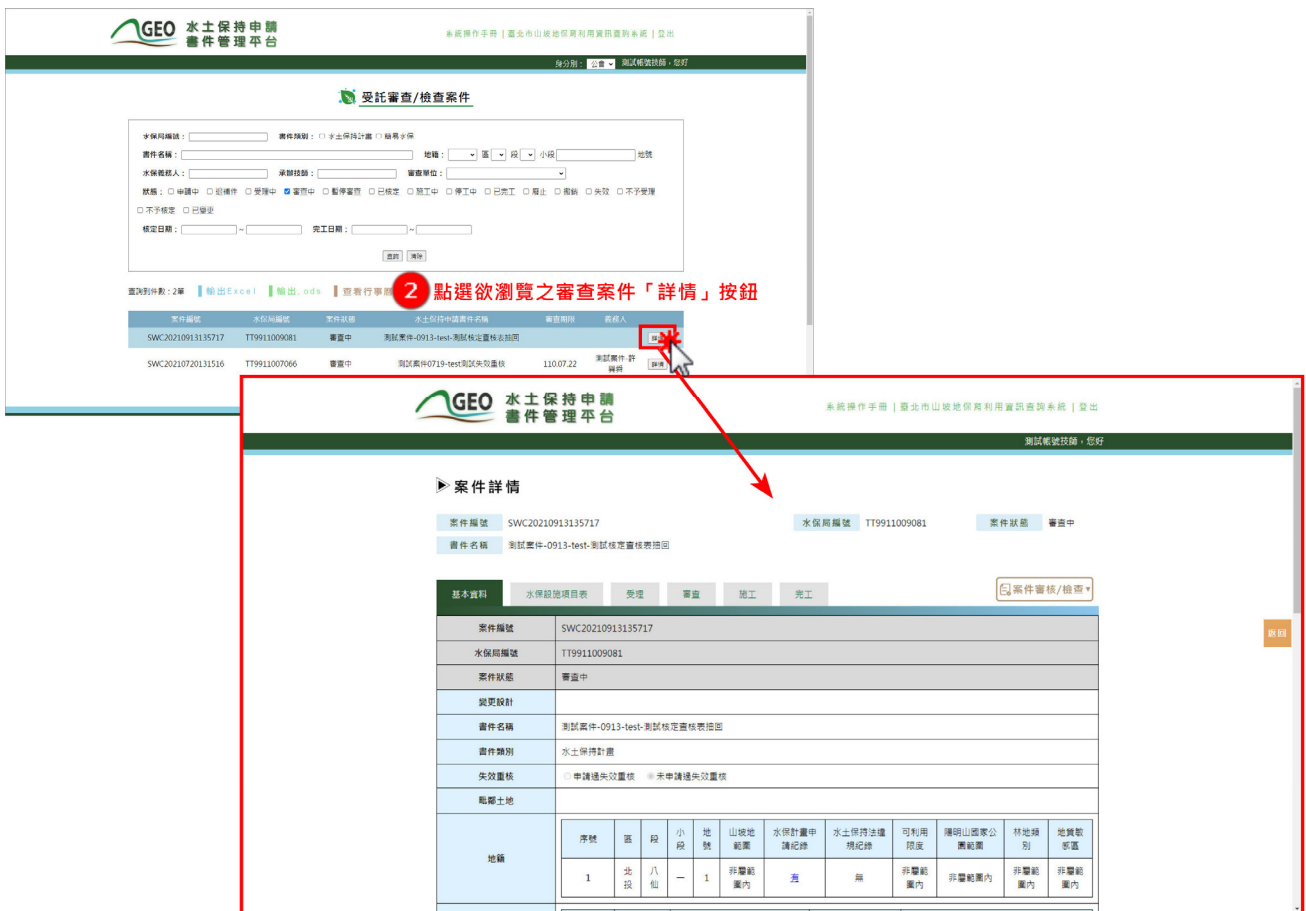 GEO 水土保持申請
書件管理平台
系統操作手冊 | 臺北市山坡地保育利用資訊查詢系統 | 登出
身分別： 公會 測試帳號技師，您好
受託審查/檢查案件
水保局編號： 書件類別： 水土保持計畫 簡易水保
書件名稱： 地籍： 區 段 小段 地號
水保義務人： 承辦技師： 審查單位：
狀態： 申請中 退補件 受理中 審查中 暫停審查 已核定 施工中 停工中 已完工 廢止 撤銷 失效 不予受理
不予核定 已變更
核定日期： ~ 完工日期： ~
查詢 清除
查詢到件數：2筆 輸出Excel 輸出.ods 查看行事曆
2 點選欲瀏覽之審查案件「詳情」按鈕
案件編號 水保局編號 案件狀態 水土保持申請書件名稱 審查期限 義務人
SWC20210913135717 TT9911009081 審查中 測試案件-0913-test-測試核定查核表抽回
SWC20210720131516 TT9911007066 審查中 測試案件0719-test測試失效重核 110.07.22 測試案件-許 詳情
GEO 水土保持申請
書件管理平台
系統操作手冊 | 臺北市山坡地保育利用資訊查詢系統 | 登出
測試帳號技師，您好
案件詳情
案件編號 SWC20210913135717 水保局編號 TT9911009081 案件狀態 審查中
書件名稱 測試案件-0913-test-測試核定查核表抽回
基本資料 水保設施項目表 受理 審查 施工 完工 案件審核/檢查▼
返回
案件編號 SWC20210913135717
水保局編號 TT9911009081
案件狀態 審查中
變更設計
書件名稱 測試案件-0913-test-測試核定查核表抽回
書件類別 水土保持計畫
失效重核 申請過失效重核 未申請過失效重核
毗鄰土地
地籍
序號 區 段 小段 地號 山坡地範圍 水保計畫申請紀錄 水土保持法違規紀錄 可利用限度 陽明山國家公園範圍 林地類別 地質敏感區
1 北投 八仙 一 1 非屬範圍內 有 無 非屬範圍內 非屬範圍內 非屬範圍內 非屬範圍內